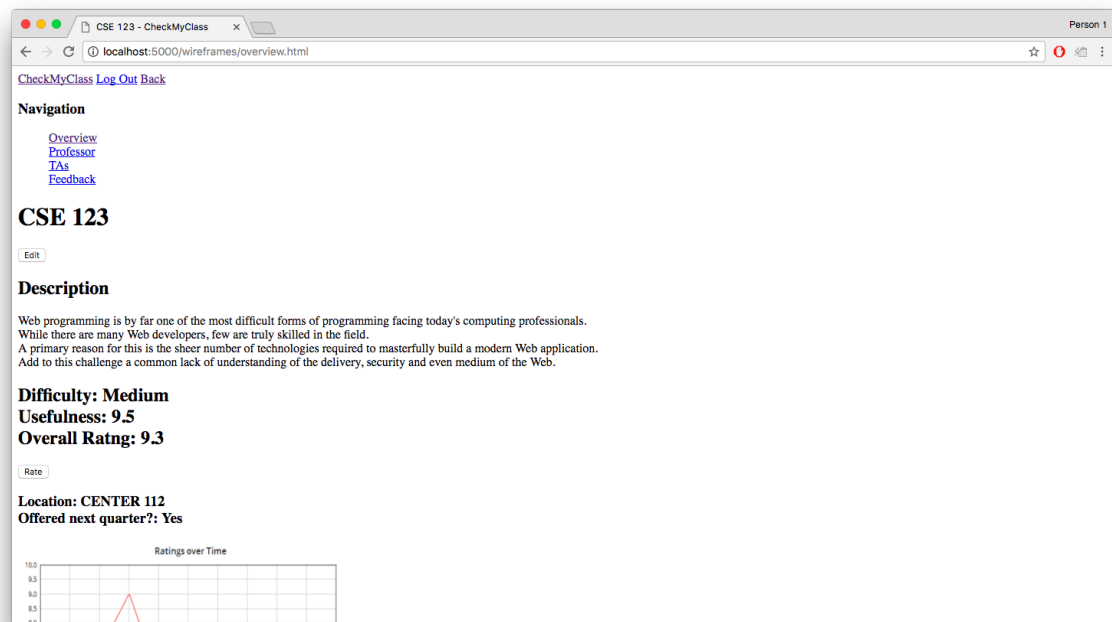 CSE 123 - CheckMyClass
Person 1
localhost:5000/wireframes/overview.html
CheckMyClass Log Out Back
Navigation
Overview
Professor
TAs
Feedback
CSE 123
Edit
Description
Web programming is by far one of the most difficult forms of programming facing today's computing professionals.
While there are many Web developers, few are truly skilled in the field.
A primary reason for this is the sheer number of technologies required to masterfully build a modern Web application.
Add to this challenge a common lack of understanding of the delivery, security and even medium of the Web.
Difficulty: Medium
Usefulness: 9.5
Overall Ratng: 9.3
Rate
Location: CENTER 112
Offered next quarter?: Yes
Ratings over Time
10.0
9.5
9.0
8.5